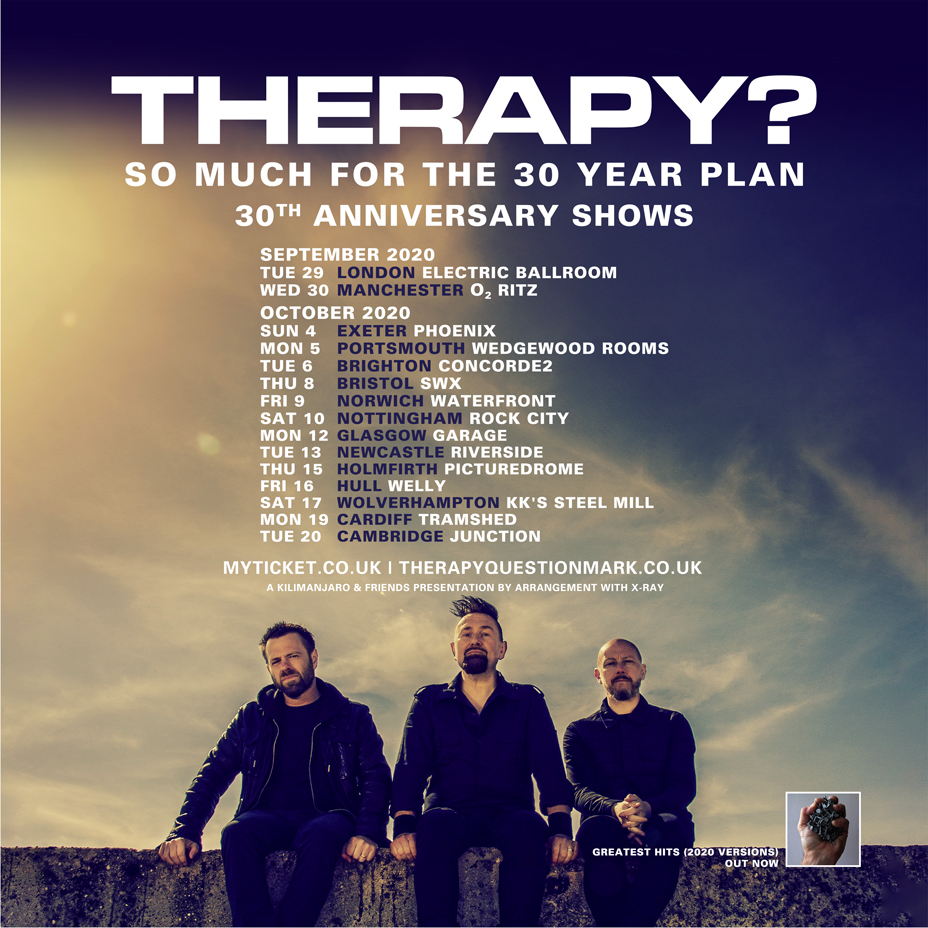 THERAPY?
SO MUCH FOR THE 30 YEAR PLAN
30TH ANNIVERSARY SHOWS
SEPTEMBER 2020
TUE 29 LONDON ELECTRIC BALLROOM
WED 30 MANCHESTER O2 RITZ
OCTOBER 2020
SUN 4 EXETER PHOENIX
MON 5 PORTSMOUTH WEDGEWOOD ROOMS
TUE 6 BRIGHTON CONCORDE2
THU 8 BRISTOL SWX
FRI 9 NORWICH WATERFRONT
SAT 10 NOTTINGHAM ROCK CITY
MON 12 GLASGOW GARAGE
TUE 13 NEWCASTLE RIVERSIDE
THU 15 HOLMFIRTH PICTUREDROME
FRI 16 HULL WELLY
SAT 17 WOLVERHAMPTON KK'S STEEL MILL
MON 19 CARDIFF TRAMSHED
TUE 20 CAMBRIDGE JUNCTION
MYTICKET.CO.UK | THERAPYQUESTIONMARK.CO.UK
A KILIMANJARO & FRIENDS PRESENTATION BY ARRANGEMENT WITH X-RAY
GREATEST HITS (2020 VERSIONS)
OUT NOW